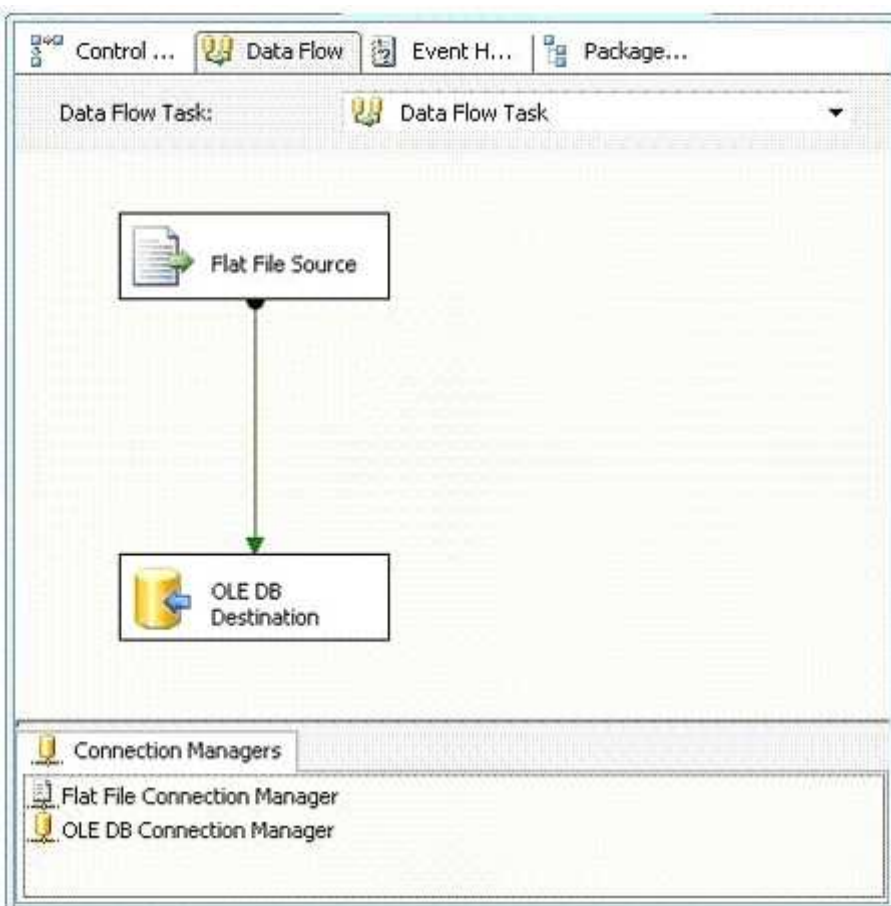 Control ... Data Flow Event H... Package...
Data Flow Task: Data Flow Task
Flat File Source
OLE DB
Destination
Connection Managers
Flat File Connection Manager
OLE DB Connection Manager